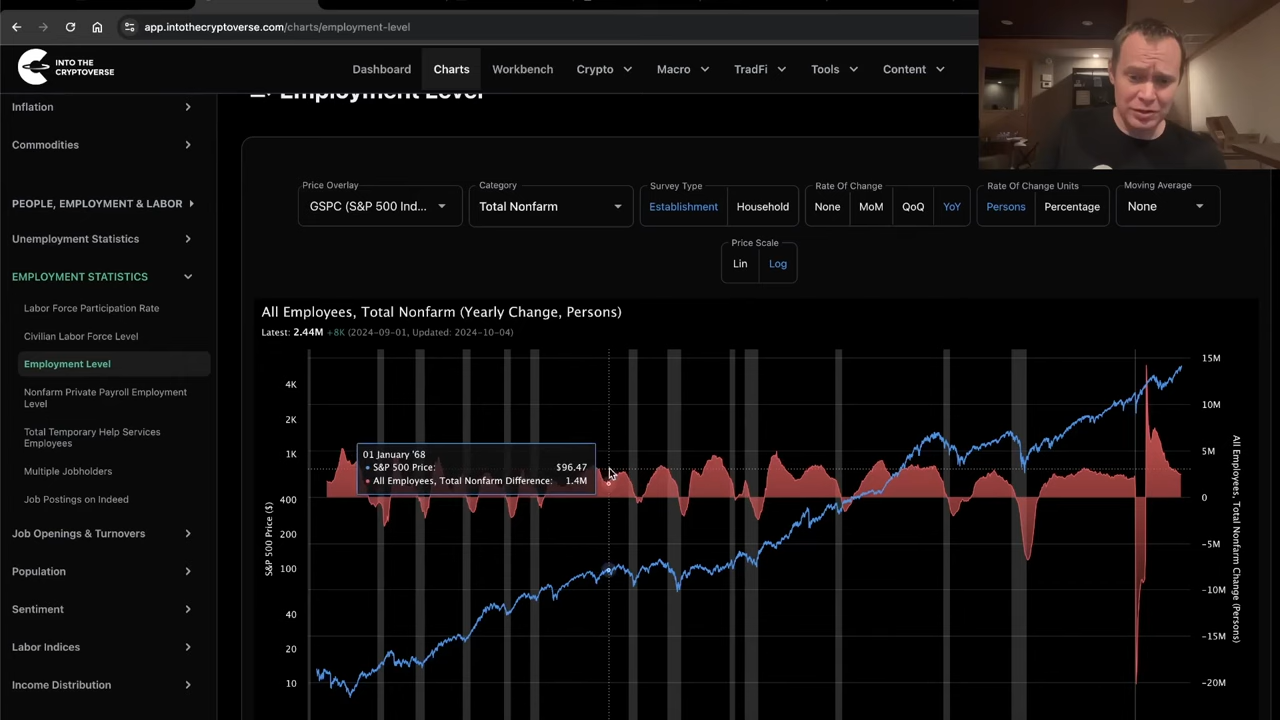 app.intothecryptoverse.com/charts/employment-level
INTO THE
CRYPTOVERSE
Dashboard
Charts
Workbench
Crypto
Macro
TradFi
Tools
Content
Inflation
Commodities
PEOPLE, EMPLOYMENT & LABOR
Unemployment Statistics
EMPLOYMENT STATISTICS
Labor Force Participation Rate
Civilian Labor Force Level
Employment Level
Nonfarm Private Payroll Employment
Level
Total Temporary Help Services
Employees
Multiple Jobholders
Job Postings on Indeed
Job Openings & Turnovers
Population
Sentiment
Labor Indices
Income Distribution
Employment Level
Price Overlay
GSPC (S&P 500 Ind...
Category
Total Nonfarm
Survey Type
Establishment
Household
Rate Of Change
None
MoM
QoQ
YoY
Rate Of Change Units
Persons
Percentage
Moving Average
None
Price Scale
Lin
Log
All Employees, Total Nonfarm (Yearly Change, Persons)
Latest: 2.44M +8K (2024-09-01, Updated: 2024-10-04)
4K
2K
1K
400
200
100
40
20
10
S&P 500 Price ($)
01 January '68
S&P 500 Price: $96.47
All Employees, Total Nonfarm Difference: 1.4M
15M
10M
5M
0
−5M
−10M
−15M
−20M
All Employees, Total Nonfarm Change (Persons)